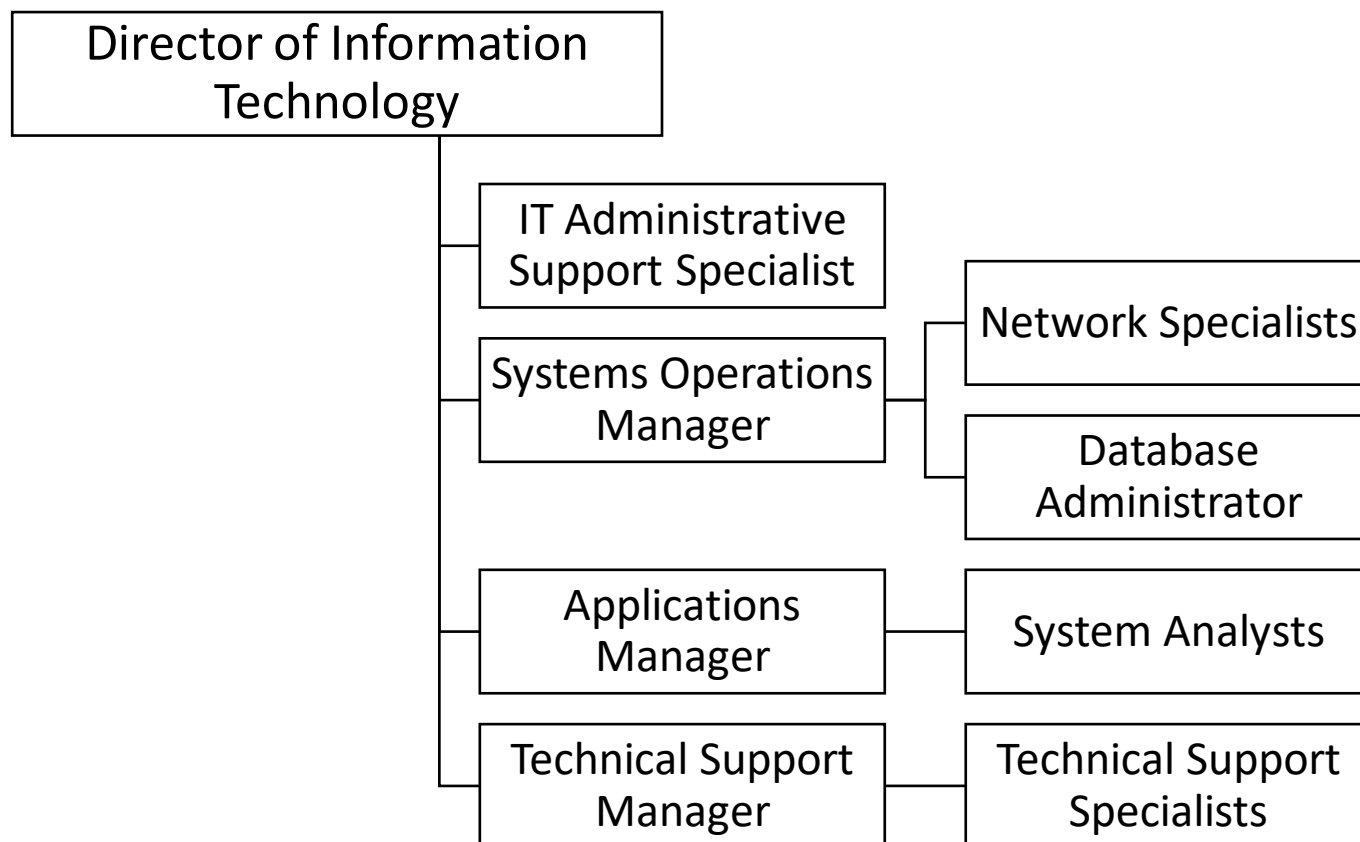 Director of Information
Technology
IT Administrative
Support Specialist
Systems Operations
Manager
Network Specialists
Database
Administrator
Applications
Manager
System Analysts
Technical Support
Manager
Technical Support
Specialists